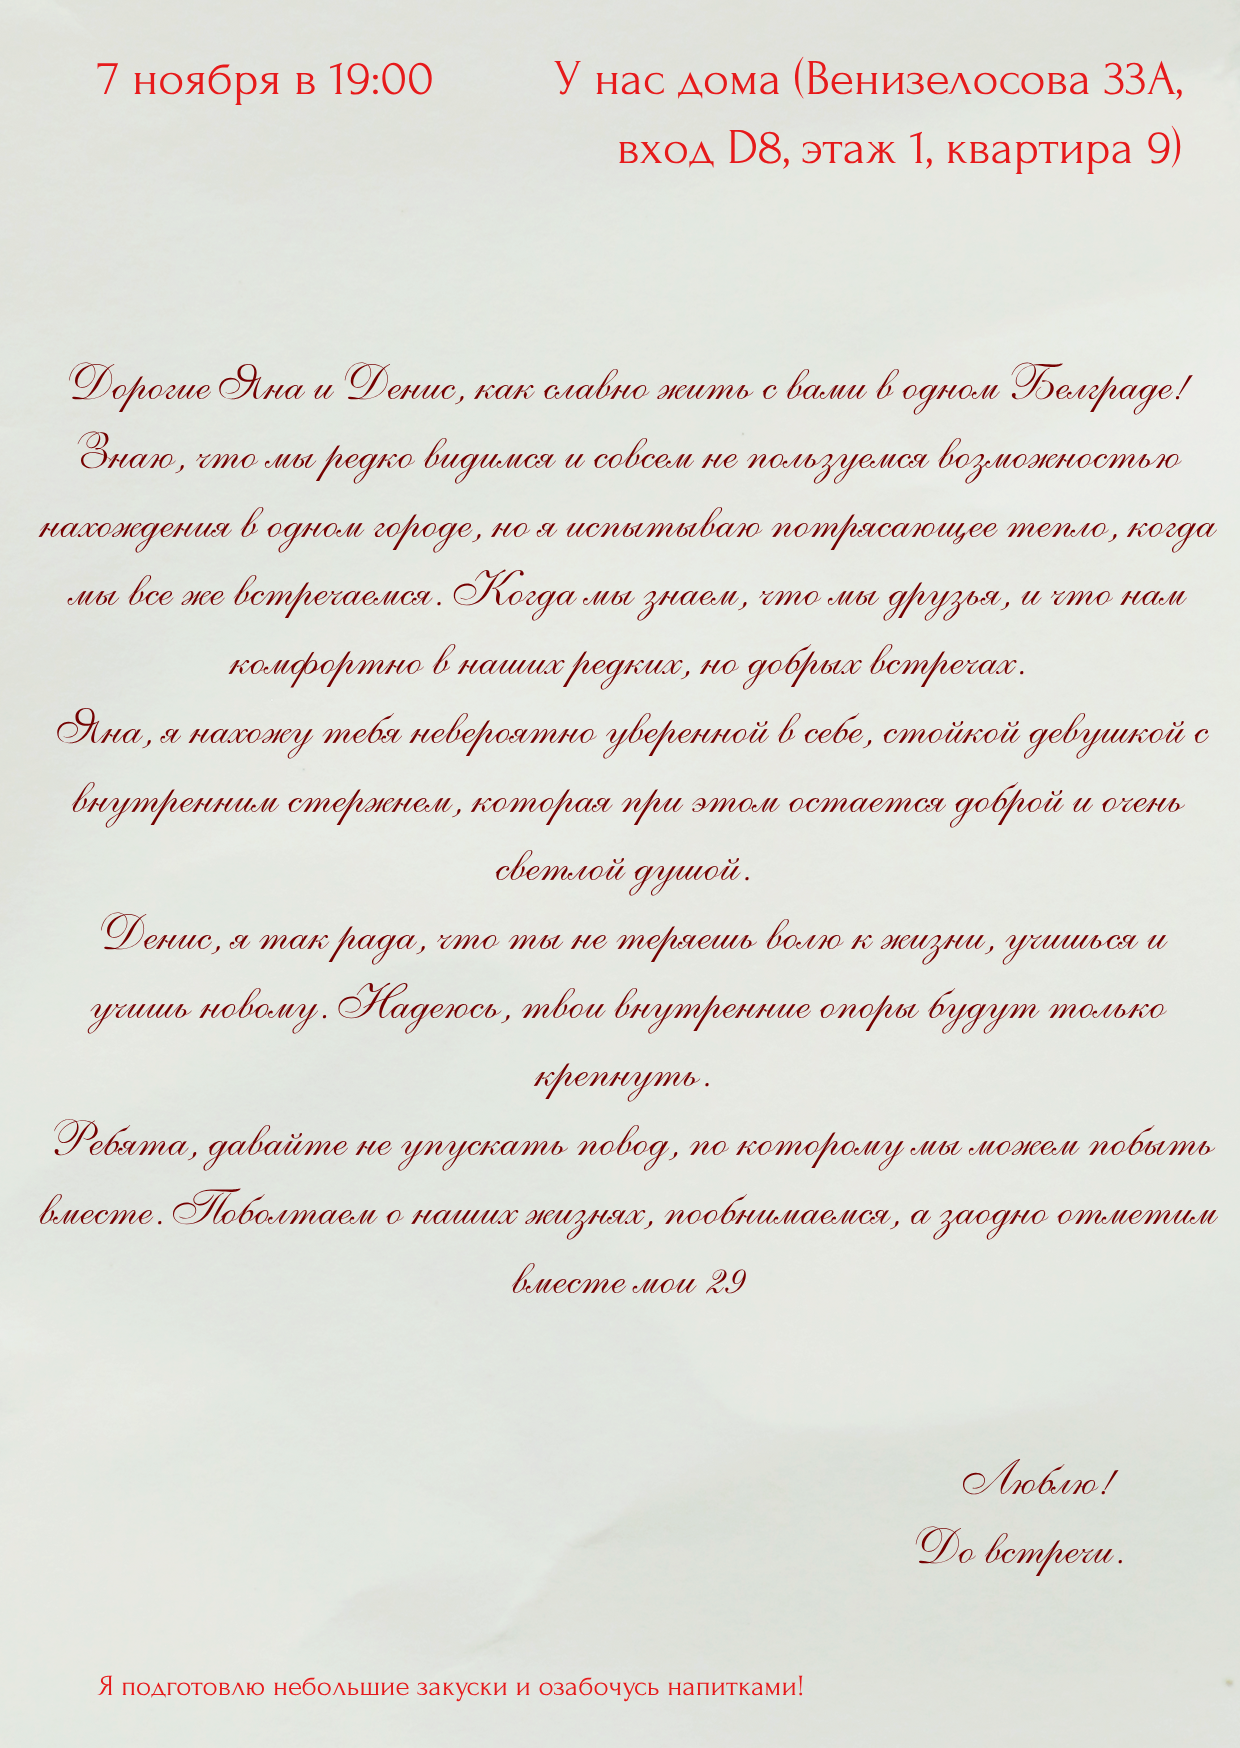 7 ноября в 19:00
У нас дома (Венизелосова 33А,
вход D8, этаж 1, квартира 9)
Дорогие Яна и Денис, как славно жить с вами в одном Белграде!
Знаю, что мы редко видимся и совсем не пользуемся возможностью
нахождения в одном городе, но я испытываю потрясающее тепло, когда
мы все же встречаемся. Когда мы знаем, что мы друзья, и что нам
комфортно в наших редких, но добрых встречах.
Яна, я нахожу тебя невероятно уверенной в себе, стойкой девушкой с
внутренним стержнем, которая при этом остается доброй и очень
светлой душой.
Денис, я так рада, что ты не теряешь волю к жизни, учишься и
учишь новому. Надеюсь, твои внутренние опоры будут только
крепнуть.
Ребята, давайте не упускать повод, по которому мы можем побыть
вместе. Поболтаем о наших жизнях, пообнимаемся, а заодно отметим
вместе мои 29
Люблю!
До встречи.
Я подготовлю небольшие закуски и озабочусь напитками!